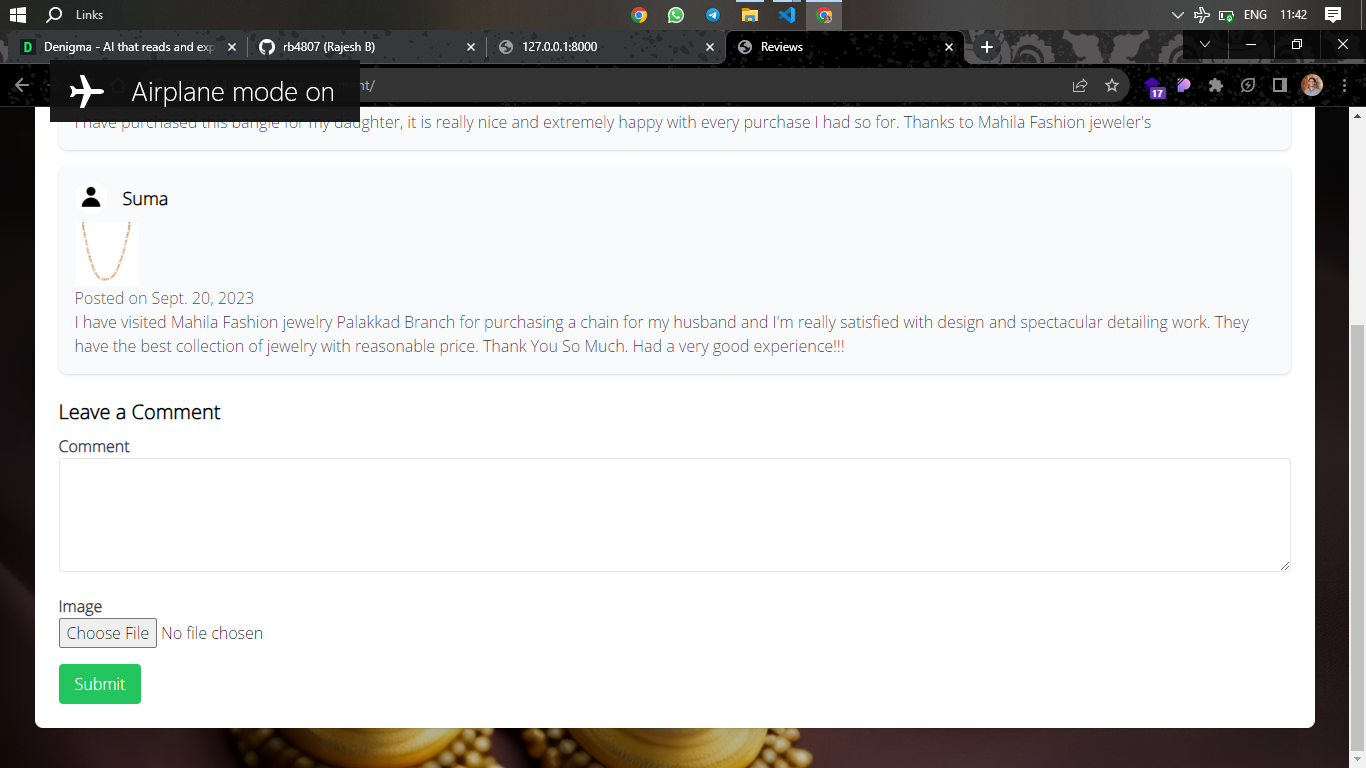 Links
ENG 11:42
Denigma - AI that reads and exp
rb4807 (Rajesh B)
127.0.0.1:8000
Reviews
Airplane mode on
nt/
17
I have purchased this bangle for my daughter, it is really nice and extremely happy with every purchase I had so for. Thanks to Mahila Fashion jeweler's
Suma
Posted on Sept. 20, 2023
I have visited Mahila Fashion jewelry Palakkad Branch for purchasing a chain for my husband and I'm really satisfied with design and spectacular detailing work. They
have the best collection of jewelry with reasonable price. Thank You So Much. Had a very good experience!!!
Leave a Comment
Comment
Image
Choose File No file chosen
Submit